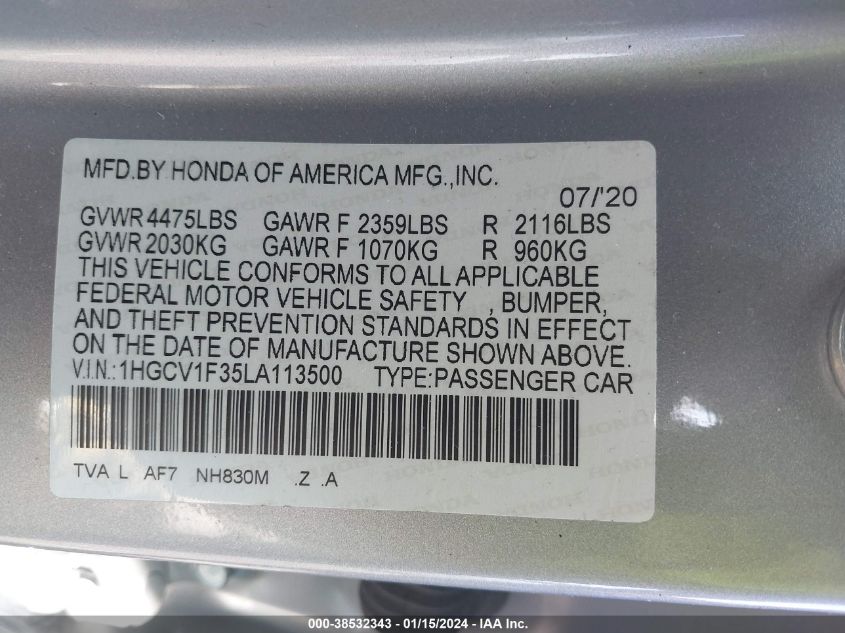 MFD.BY HONDA OF AMERICA MFG.,INC.
07/'20
GVWR 4475LBS GAWR F 2359LBS R 2116LBS
GVWR 2030KG GAWR F 1070KG R 960KG
THIS VEHICLE CONFORMS TO ALL APPLICABLE
FEDERAL MOTOR VEHICLE SAFETY , BUMPER,
AND THEFT PREVENTION STANDARDS IN EFFECT
ON THE DATE OF MANUFACTURE SHOWN ABOVE.
V.I.N.:1HGCV1F35LA113500 TYPE:PASSENGER CAR
TVA L AF7 NH830M .Z .A
000-38532343 - 01/15/2024 - IAA Inc.